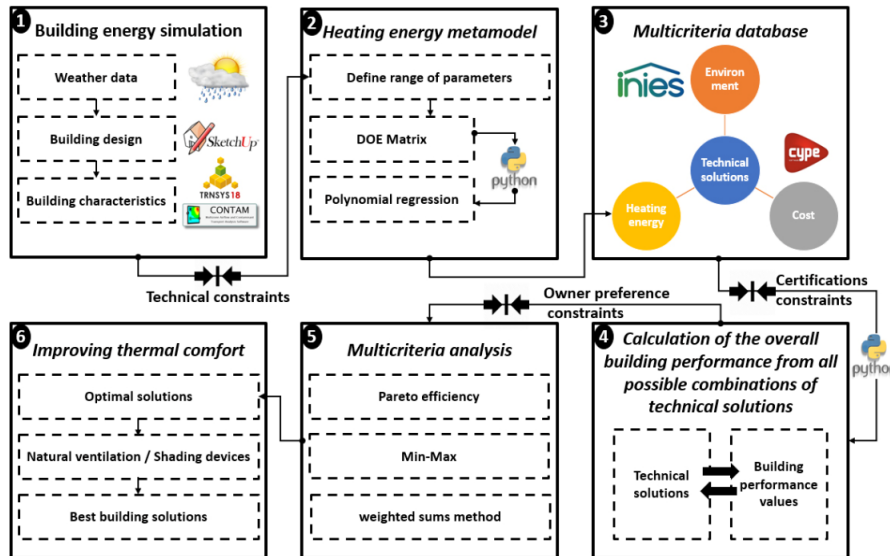 1
Building energy simulation
Weather data
Building design
SketchUp
Building characteristics
TRNSYS18
CONTAM
Technical constraints
2
Heating energy metamodel
Define range of parameters
DOE Matrix
python
Polynomial regression
3
Multicriteria database
inies
Environ
ment
Technical
solutions
cype
Heating
energy
Cost
Certifications
constraints
python
Owner preference
constraints
4
Calculation of the overall
building performance from all
possible combinations of
technical solutions
Technical
solutions
Building
performance
values
5
Multicriteria analysis
Pareto efficiency
Min-Max
weighted sums method
6
Improving thermal comfort
Optimal solutions
Natural ventilation / Shading devices
Best building solutions